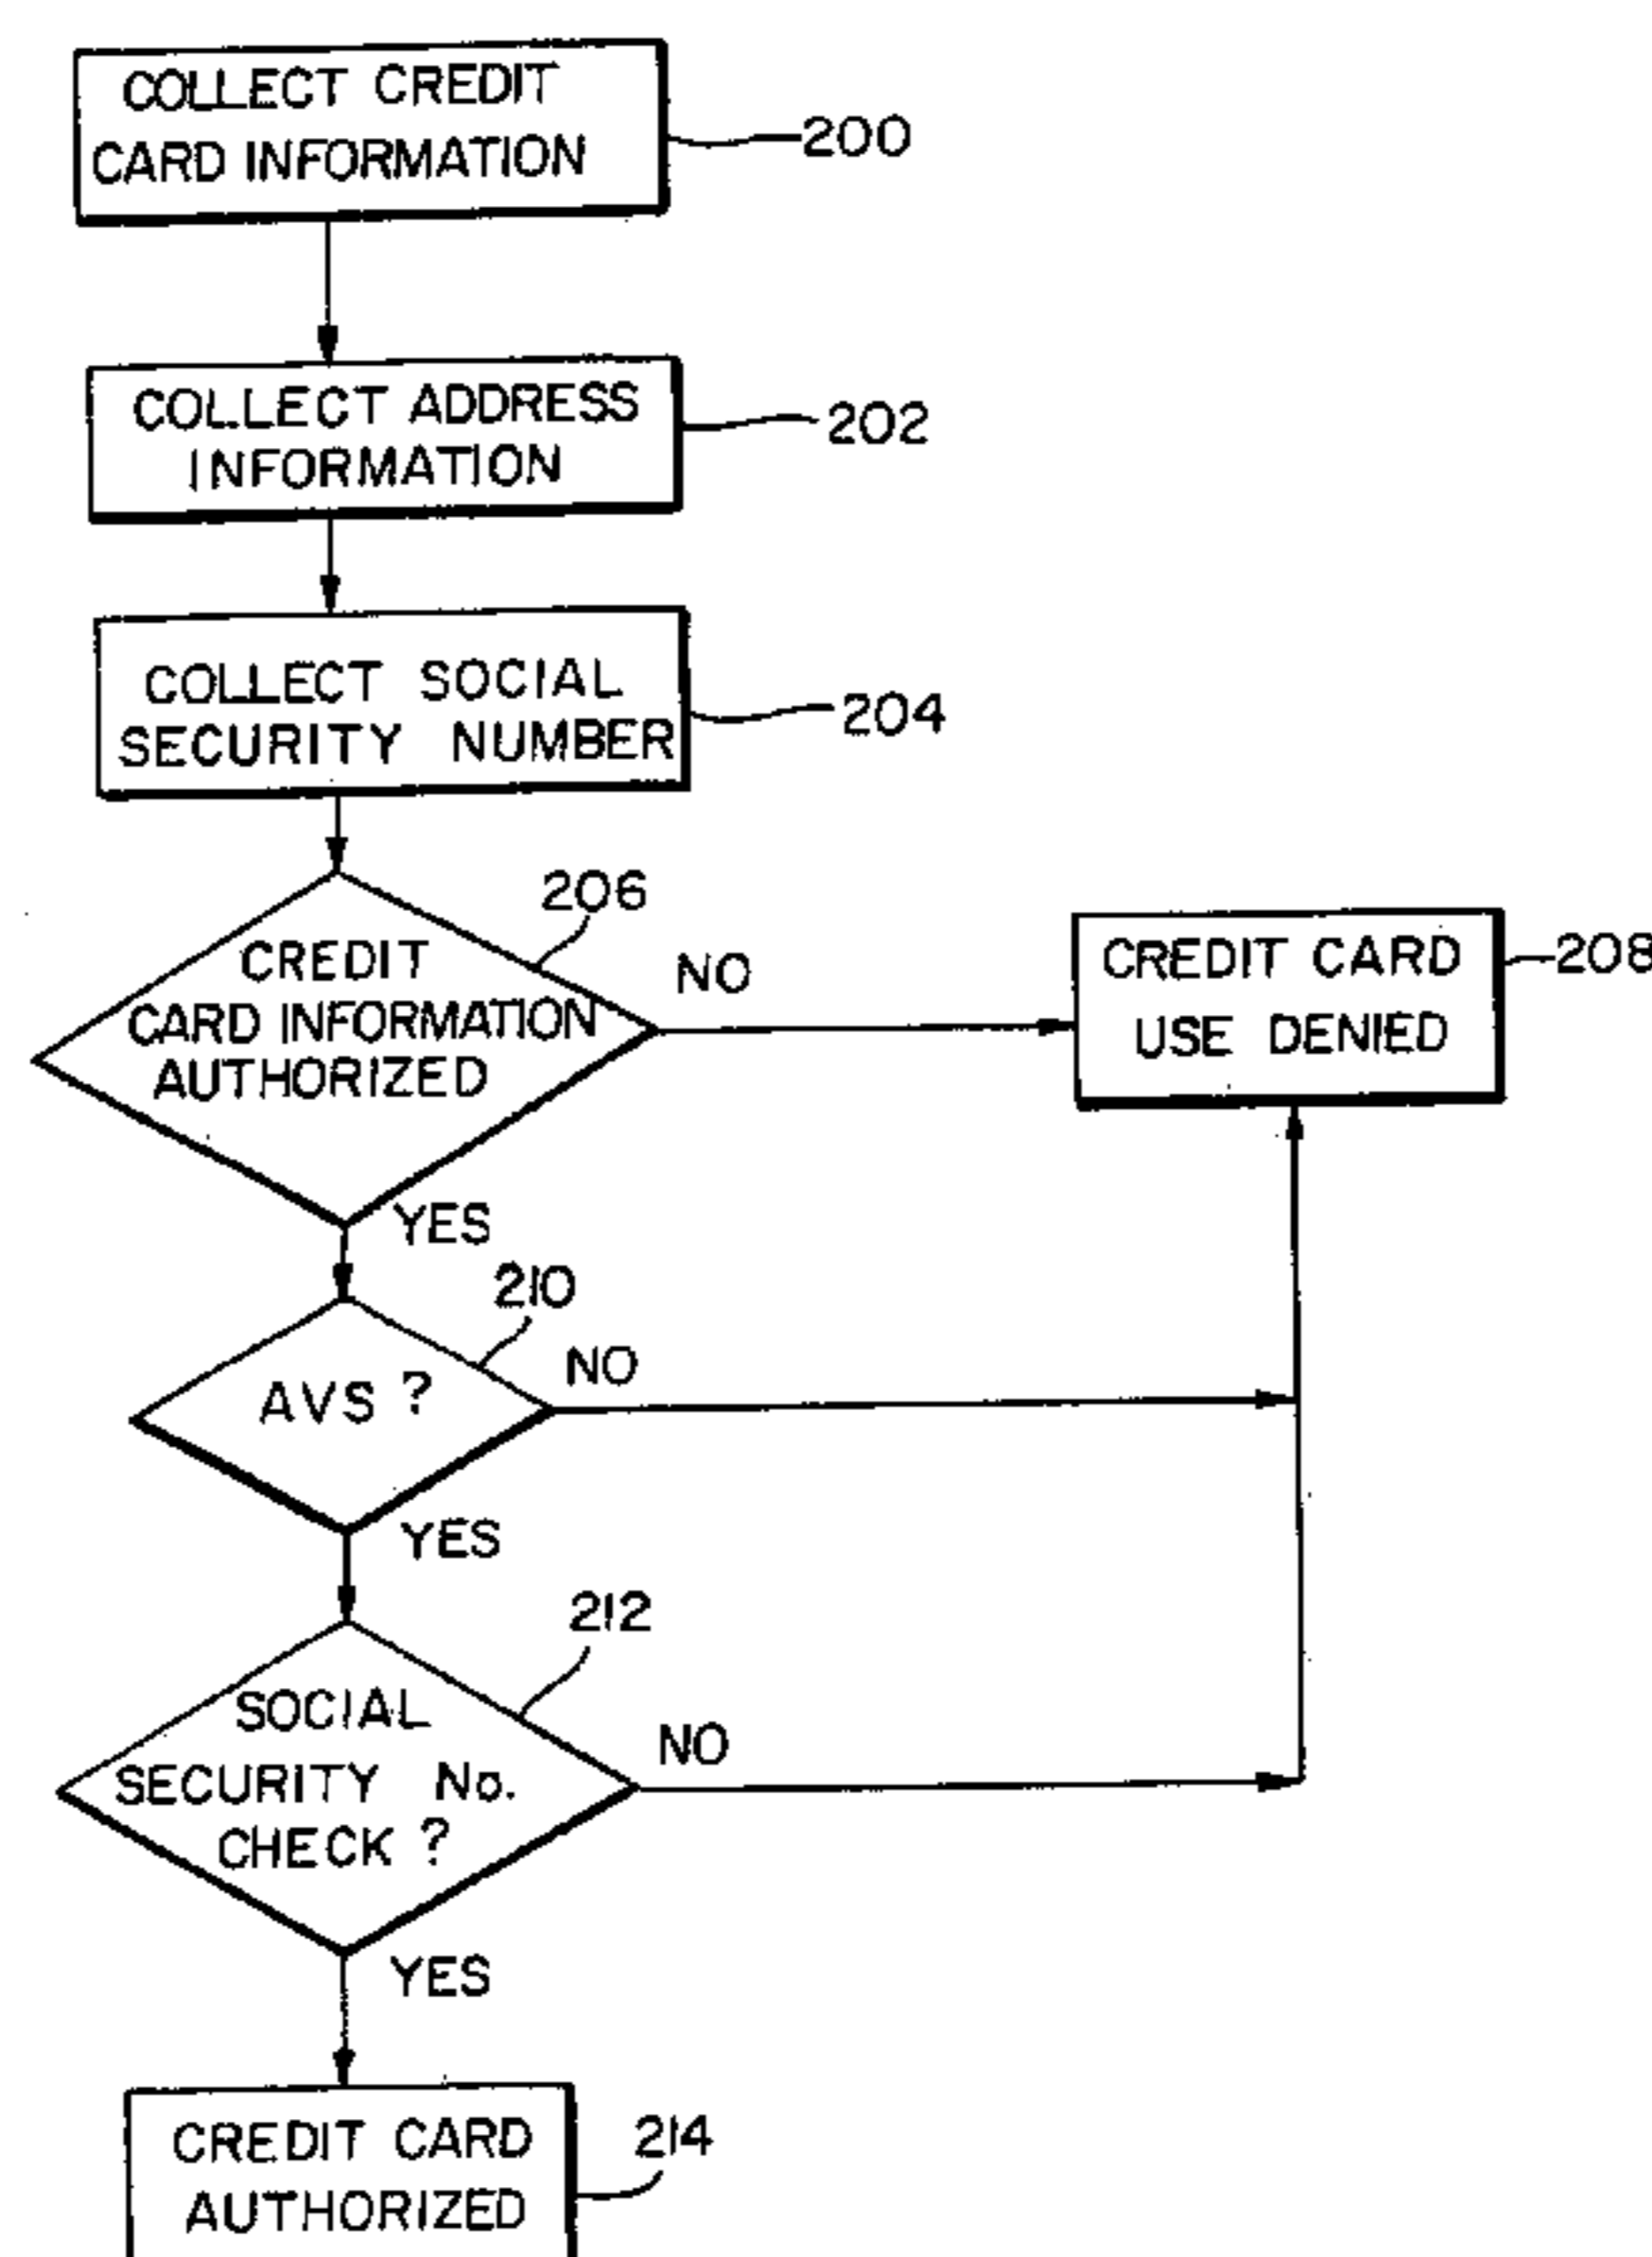 COLLECT CREDIT
CARD INFORMATION
200
COLLECT ADDRESS
INFORMATION
202
COLLECT SOCIAL
SECURITY NUMBER
204
206
CREDIT
CARD INFORMATION
AUTHORIZED
NO
CREDIT CARD
USE DENIED
208
YES
210
AVS ?
NO
YES
212
SOCIAL
SECURITY No.
CHECK ?
NO
YES
CREDIT CARD
AUTHORIZED
214